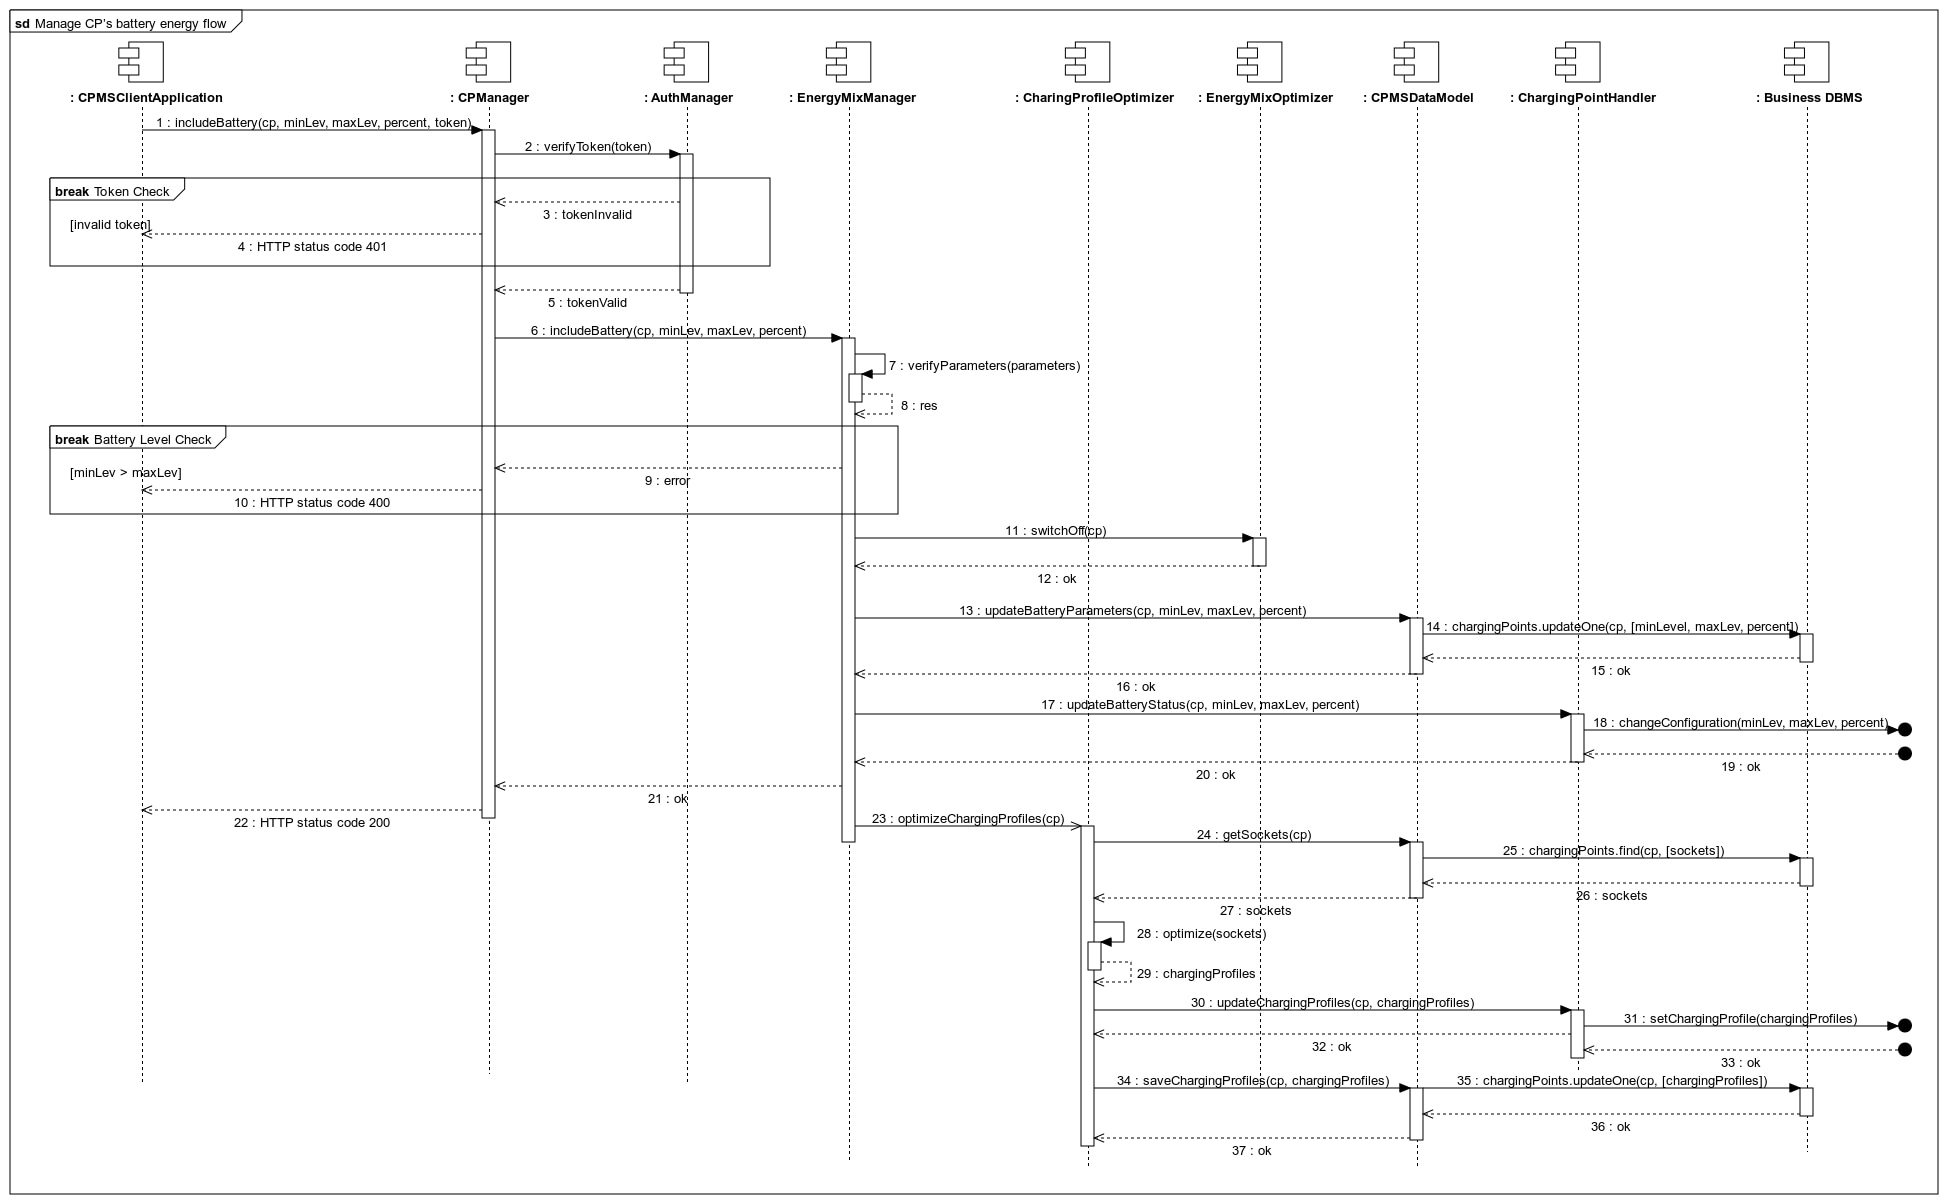 sd Manage CP's battery energy flow
: CPMSClientApplication
: CPManager
: AuthManager
: EnergyMixManager
: CharingProfileOptimizer
: EnergyMixOptimizer
: CPMSDataModel
: ChargingPointHandler
: Business DBMS
1 : includeBattery(cp, minLev, maxLev, percent, token)
2 : verifyToken(token)
break Token Check
3 : tokenInvalid
[invalid token]
4 : HTTP status code 401
5 : tokenValid
6 : includeBattery(cp, minLev, maxLev, percent)
7 : verifyParameters(parameters)
8 : res
break Battery Level Check
[minLev > maxLev]
9 : error
10 : HTTP status code 400
11 : switchOff(cp)
12 : ok
13 : updateBatteryParameters(cp, minLev, maxLev, percent)
14 : chargingPoints.updateOne(cp, [minLevel, maxLev, percent])
15 : ok
16 : ok
17 : updateBatteryStatus(cp, minLev, maxLev, percent)
18 : changeConfiguration(minLev, maxLev, percent)
19 : ok
20 : ok
21 : ok
22 : HTTP status code 200
23 : optimizeChargingProfiles(cp)
24 : getSockets(cp)
25 : chargingPoints.find(cp, [sockets])
26 : sockets
27 : sockets
28 : optimize(sockets)
29 : chargingProfiles
30 : updateChargingProfiles(cp, chargingProfiles)
31 : setChargingProfile(chargingProfiles)
32 : ok
33 : ok
34 : saveChargingProfiles(cp, chargingProfiles)
35 : chargingPoints.updateOne(cp, [chargingProfiles])
36 : ok
37 : ok